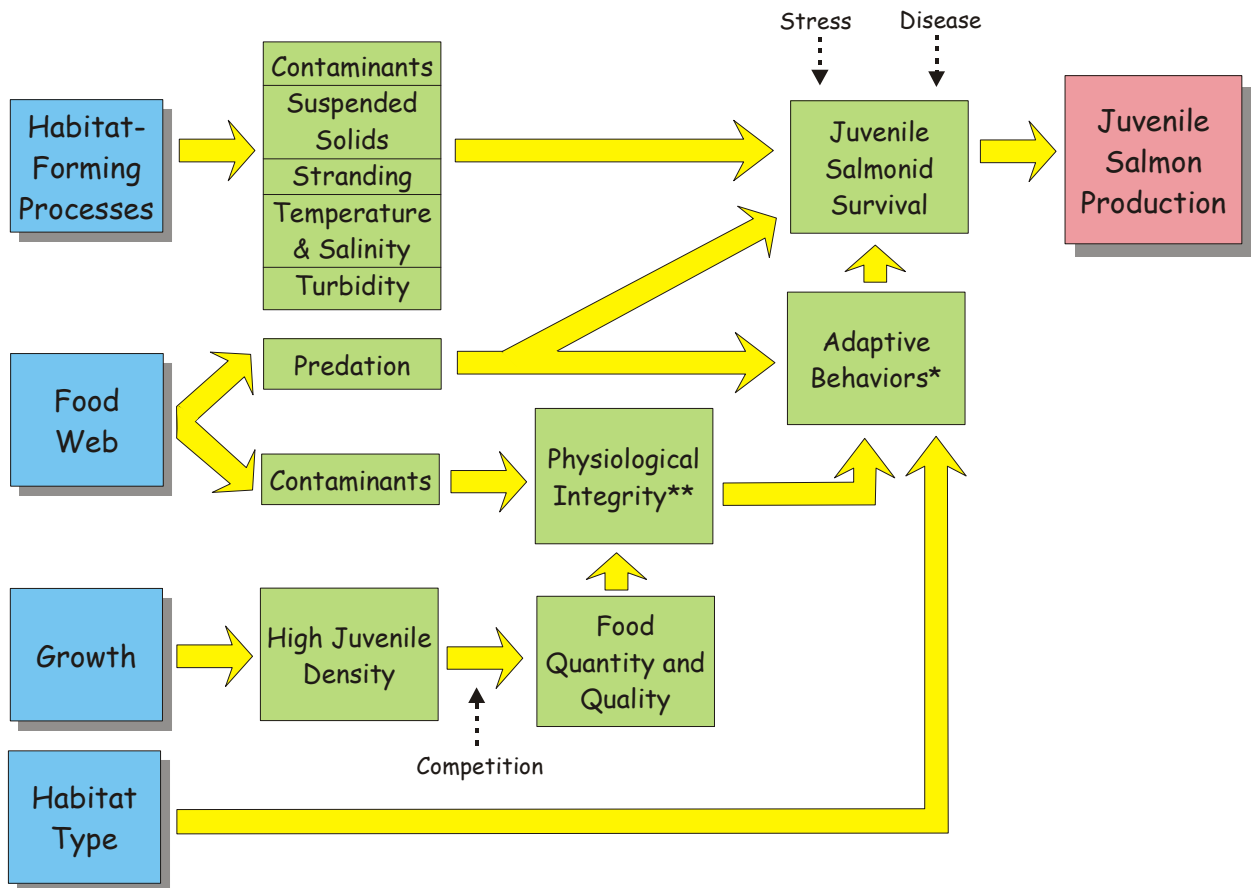 Stress
Disease
Habitat-
Forming
Processes
Contaminants
Suspended
Solids
Stranding
Temperature
& Salinity
Turbidity
Juvenile
Salmonid
Survival
Juvenile
Salmon
Production
Food
Web
Predation
Contaminants
Adaptive
Behaviors*
Physiological
Integrity**
Growth
High Juvenile
Density
Food
Quantity and
Quality
Competition
Habitat
Type